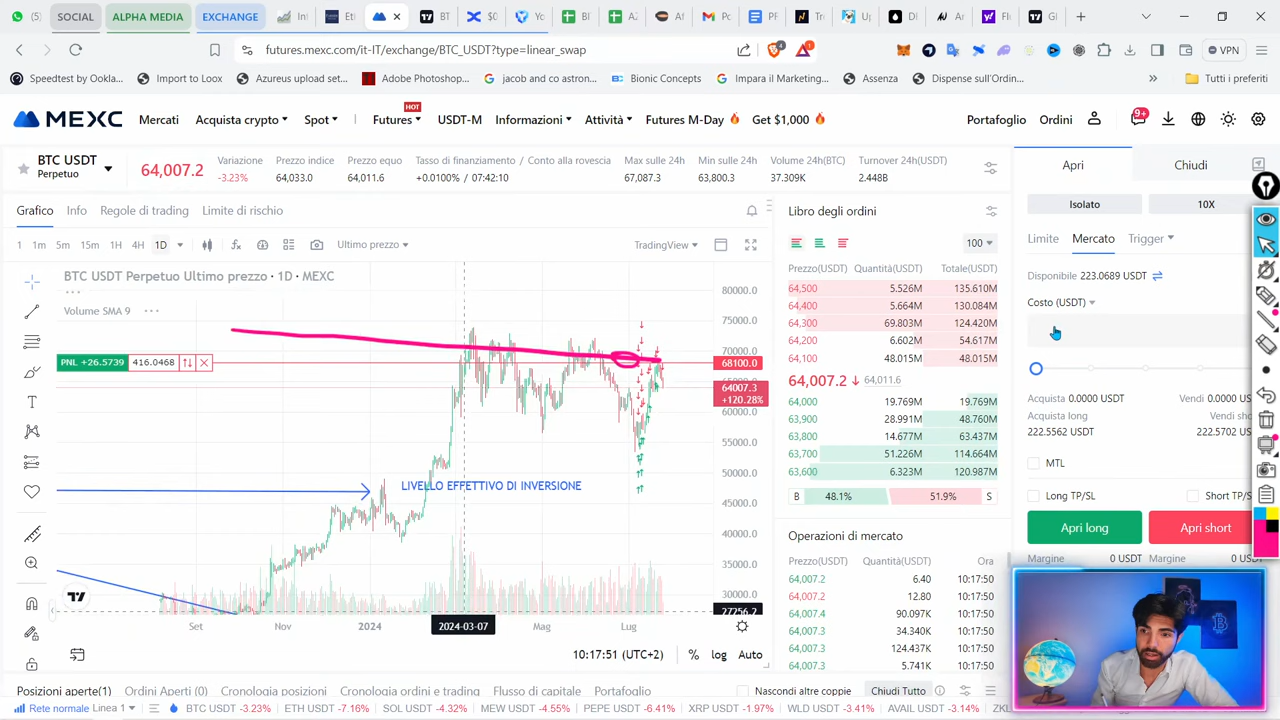 (5)
SOCIAL
ALPHA MEDIA
EXCHANGE
futures.mexc.com/it-IT/exchange/BTC_USDT?type=linear_swap
VPN
Speedtest by Ookla...
Import to Loox
Azureus upload set...
Adobe Photoshop...
jacob and co astron...
Bionic Concepts
Impara il Marketing...
Assenza
Dispense sull'Ordin...
Tutti i preferiti
MEXC
Mercati
Acquista crypto
Spot
HOT
Futures
USDT-M
Informazioni
Attività
Futures M-Day
Get $1,000
Portafoglio
Ordini
9+
BTC USDT
Perpetuo
64,007.2
-3.23%
Variazione
Prezzo indice
64,033.0
Prezzo equo
64,011.6
Tasso di finanziamento / Conto alla rovescia
+0.0100% / 07:42:10
Max sulle 24h
67,087.3
Min sulle 24h
63,800.3
Volume 24h(BTC)
37.309K
Turnover 24h(USDT)
2.448B
Grafico
Info
Regole di trading
Limite di rischio
1 1m 5m 15m 1H 4H 1D
Ultimo prezzo
TradingView
BTC USDT Perpetuo Ultimo prezzo · 1D · MEXC
Volume SMA 9
PNL +26.5739
416.0468
LIVELLO EFFETTIVO DI INVERSIONE
80000.0
75000.0
70000.0
68100.0
64007.3
+120.28%
60000.0
55000.0
50000.0
45000.0
40000.0
35000.0
30000.0
27256.2
Set
Nov
2024
2024-03-07
Mag
Lug
10:17:51 (UTC+2)
%
log
Auto
Libro degli ordini
100
Prezzo(USDT) Quantità(USDT) Totale(USDT)
64,500 5.526M 135.610M
64,400 5.664M 130.084M
64,300 69.803M 124.420M
64,200 6.602M 54.617M
64,100 48.015M 48.015M
64,007.2 64,011.6
64,000 19.769M 19.769M
63,900 28.991M 48.760M
63,800 14.677M 63.437M
63,700 51.226M 114.664M
63,600 6.323M 120.987M
B 48.1% 51.9% S
Operazioni di mercato
Prezzo(USDT) Quantità(USDT) Ora
64,007.2 6.40 10:17:50
64,007.2 12.80 10:17:50
64,007.4 90.097K 10:17:50
64,007.3 34.340K 10:17:50
64,007.3 124.437K 10:17:50
64,007.3 5.741K 10:17:50
Apri
Chiudi
Isolato
10X
Limite
Mercato
Trigger
Disponibile 223.0689 USDT
Costo (USDT)
Acquista 0.0000 USDT
Vendi 0.0000 U
Acquista long
222.5562 USDT
Vendi sho
222.5702 USDT
MTL
Long TP/SL
Short TP/S
Apri long
Apri short
Margine 0 USDT
Margine 0 USD
Posizioni aperte(1)
Ordini Aperti (0)
Cronologia posizioni
Cronologia ordini e trading
Flusso di capitale
Portafoglio
Nascondi altre coppie
Chiudi Tutto
Rete normale
Linea 1
BTC USDT -3.23%
ETH USDT -7.16%
SOL USDT -4.32%
MEW USDT -4.55%
PEPE USDT -6.41%
XRP USDT -1.97%
WLD USDT -3.41%
AVAIL USDT -3.14%